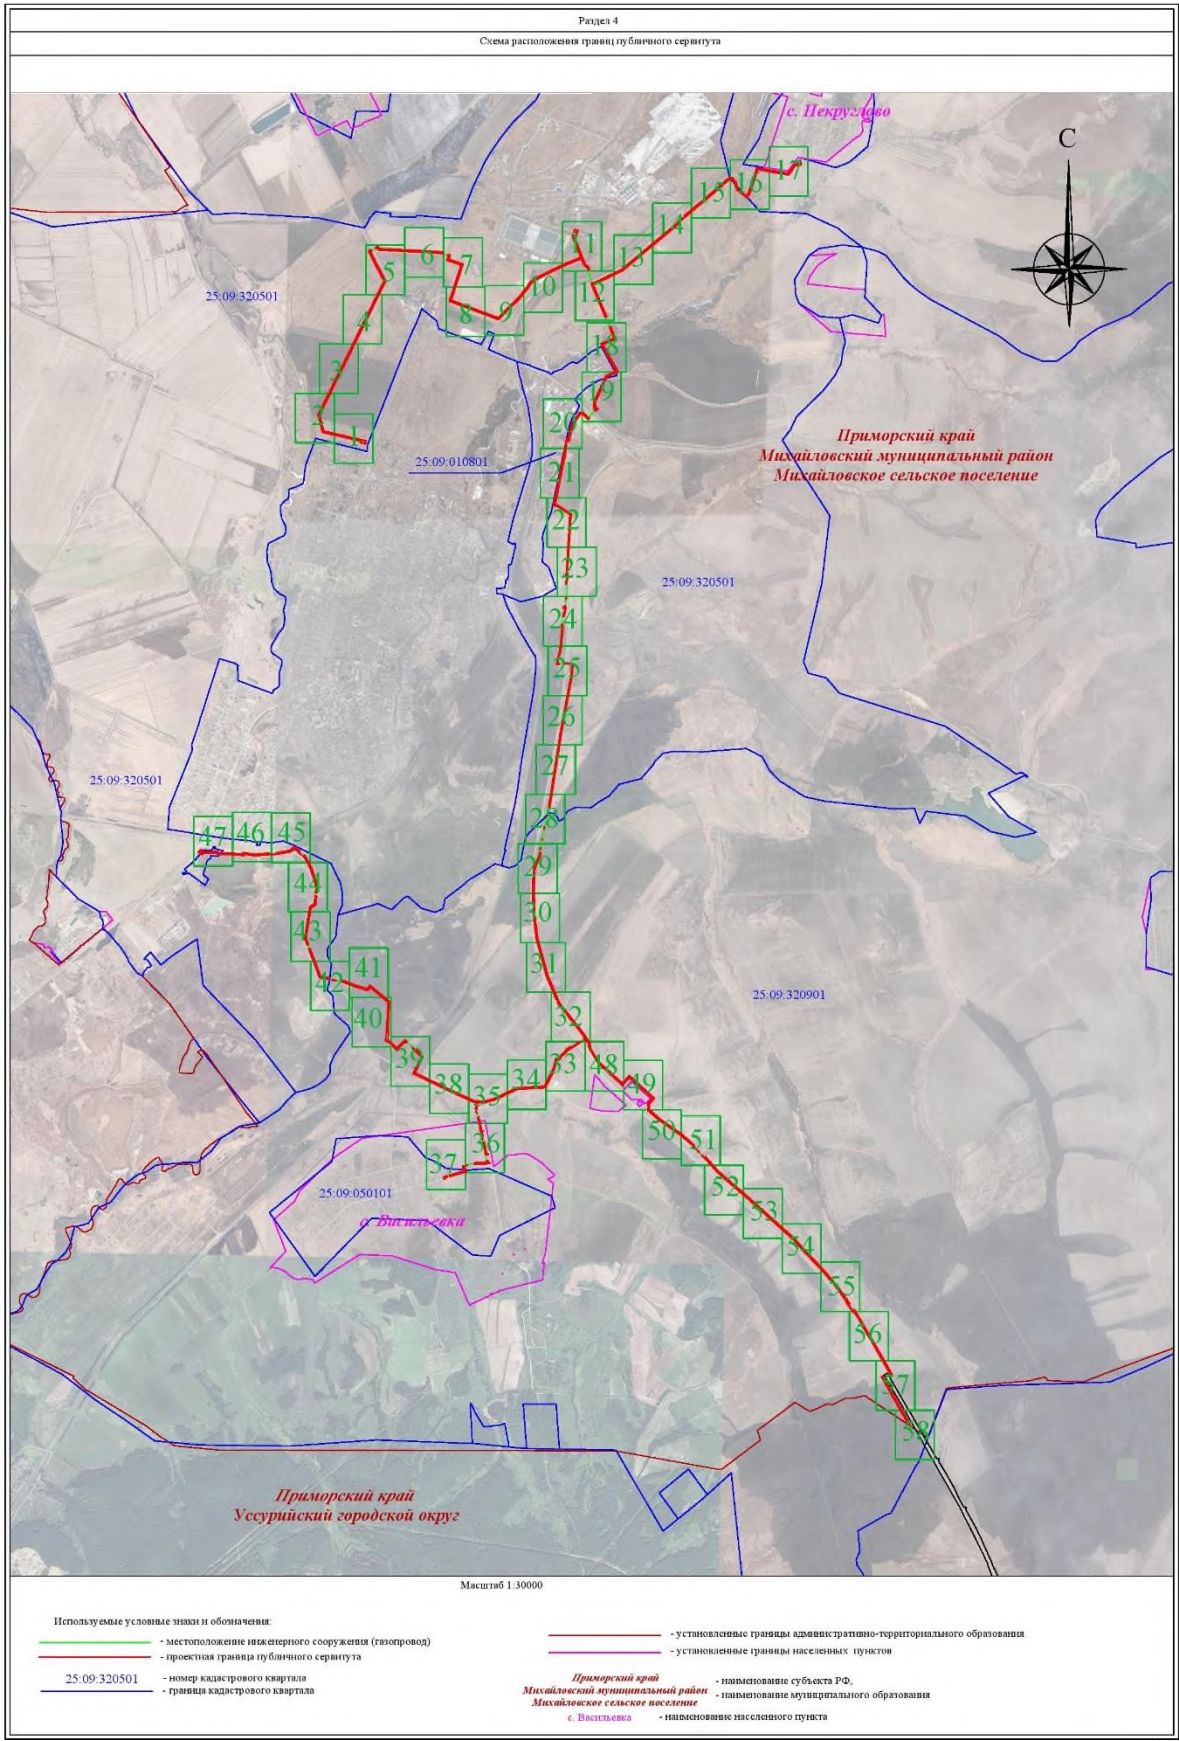 Раздел 4
Схема расположения границ публичного сервитута
с. Пекруглово
С
17
16
15
14
11
13
6
7
5
10
12
25:09:320501
8
9
4
18
3
19
2
1
20
Приморский край
Михайловский муниципальный район
Михайловское сельское поселение
25:09:010801
21
22
23
25:09:320501
24
25
26
27
25:09:320501
28
47
46
45
29
44
30
43
31
41
42
25:09:320901
40
32
39
33
48
38
34
49
35
50
51
36
37
52
25:09:050101
53
с. Васильевка
54
55
56
57
58
Приморский край
Уссурийский городской округ
Масштаб 1:30000
Используемые условные знаки и обозначения:
- местоположение инженерного сооружения (газопровод)
- проектная граница публичного сервитута
25:09:320501 - номер кадастрового квартала
- граница кадастрового квартала
- установленные границы административно-территориального образования
- установленные границы населенных пунктов
Приморский край
Михайловский муниципальный район
Михайловское сельское поселение
- наименование субъекта РФ,
- наименование муниципального образования
с. Васильевка - наименование населенного пункта